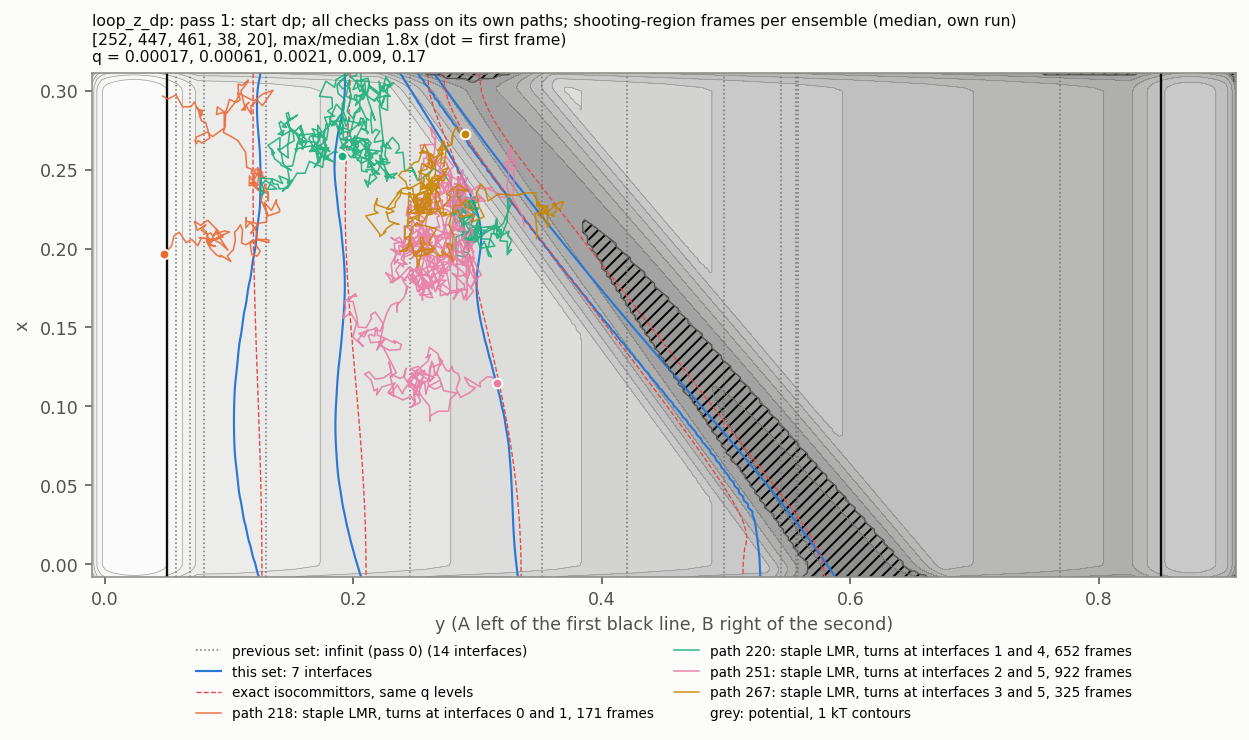 loop_z_dp: pass 1: start dp; all checks pass on its own paths; shooting-region frames per ensemble (median, own run)
[252, 447, 461, 38, 20], max/median 1.8x (dot = first frame)
q = 0.00017, 0.00061, 0.0021, 0.009, 0.17
0.30
0.25
0.20
0.15
0.10
0.05
0.00
x
0.0 0.2 0.4 0.6 0.8
y (A left of the first black line, B right of the second)
previous set: infinit (pass 0) (14 interfaces)
this set: 7 interfaces
exact isocommittors, same q levels
path 218: staple LMR, turns at interfaces 0 and 1, 171 frames
path 220: staple LMR, turns at interfaces 1 and 4, 652 frames
path 251: staple LMR, turns at interfaces 2 and 5, 922 frames
path 267: staple LMR, turns at interfaces 3 and 5, 325 frames
grey: potential, 1 kT contours